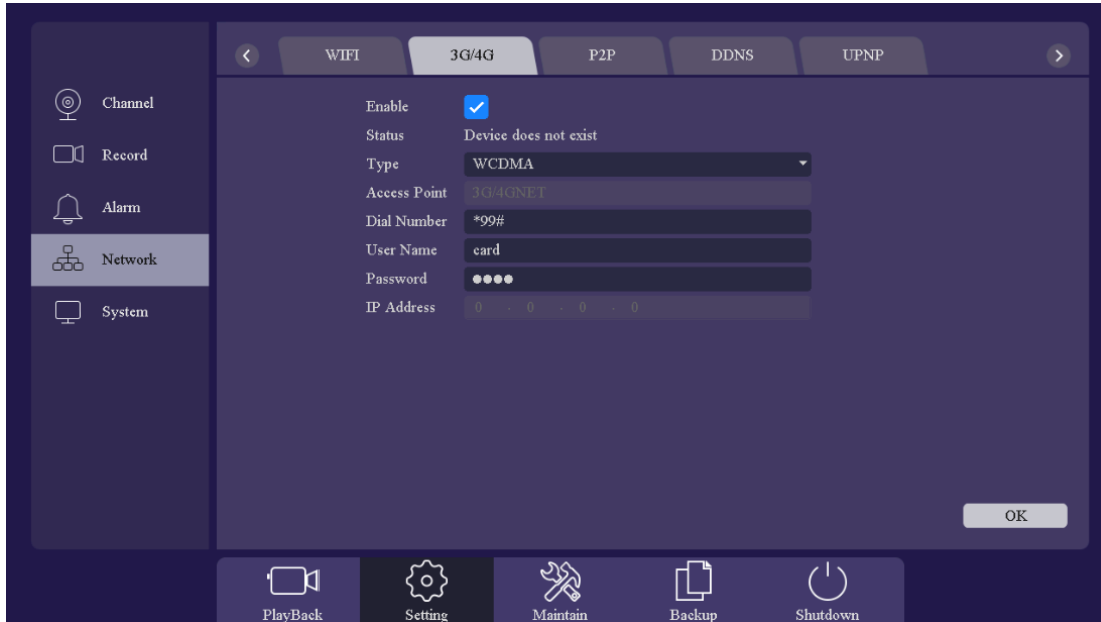 WIFI 3G/4G P2P DDNS UPNP
Channel
Record
Alarm
Network
System
Enable
Status Device does not exist
Type WCDMA
Access Point 3G/4GNET
Dial Number *99#
User Name card
Password ●●●●
IP Address 0 . 0 . 0 . 0
OK
PlayBack Setting Maintain Backup Shutdown